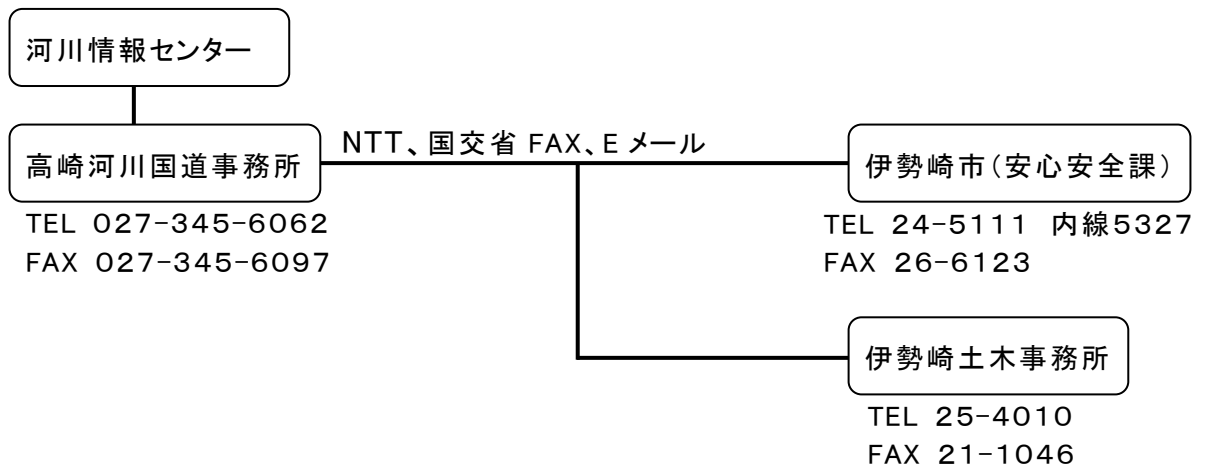 河川情報センター
高崎河川国道事務所
TEL ０２７-３４５-６０６２
FAX ０２７-３４５-６０９７
NTT、国交省 FAX、E メール
伊勢崎市（安心安全課）
TEL ２４-５１１１　内線５３２７
FAX ２６-６１２３
伊勢崎土木事務所
TEL ２５-４０１０
FAX ２１-１０４６